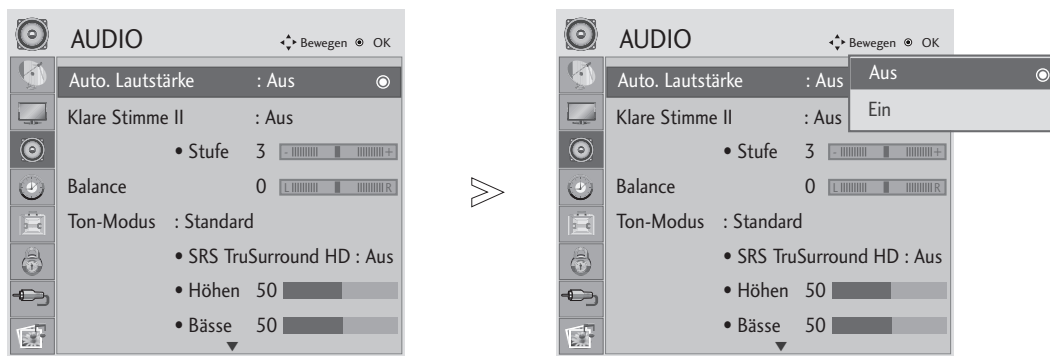 AUDIO
Bewegen OK
Auto. Lautstärke : Aus
Klare Stimme II : Aus
• Stufe 3 - +
Balance 0 L R
Ton-Modus : Standard
• SRS TruSurround HD : Aus
• Höhen 50
• Bässe 50
AUDIO
Bewegen OK
Auto. Lautstärke : Aus
Klare Stimme II : Aus
• Stufe 3 - +
Balance 0 L R
Ton-Modus : Standard
• SRS TruSurround HD : Aus
• Höhen 50
• Bässe 50
Aus
Ein